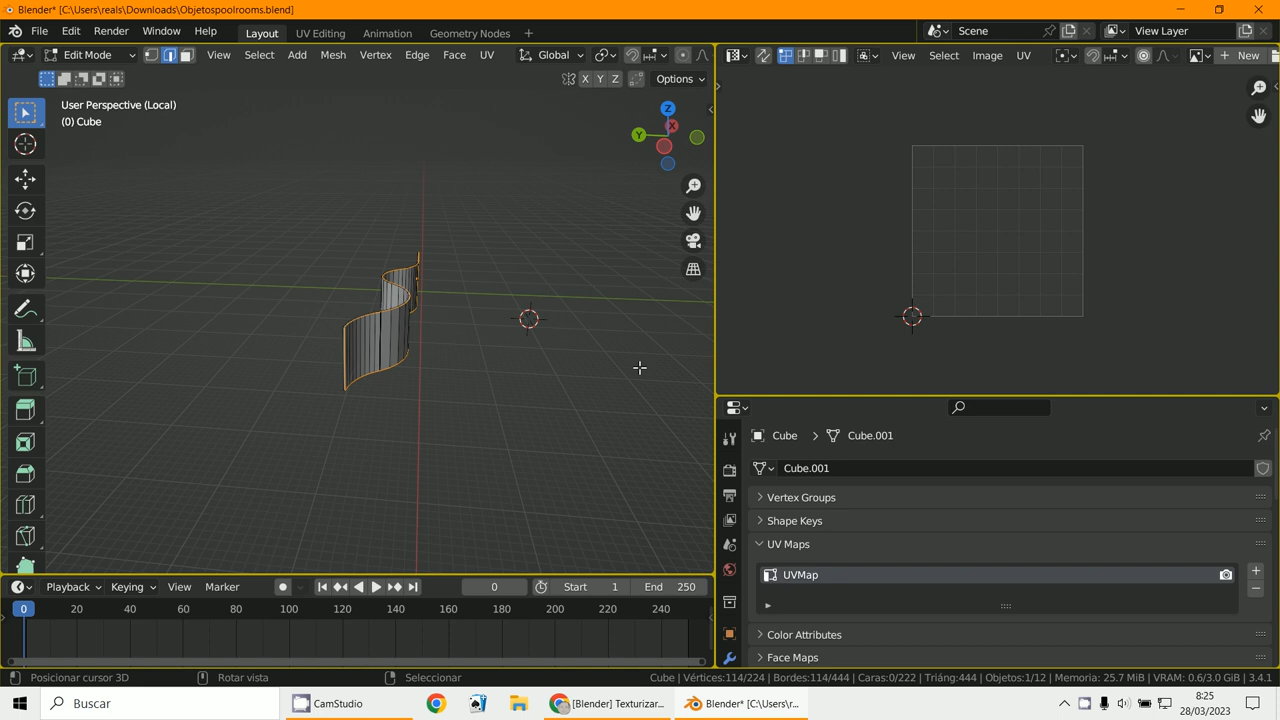 Blender* [C:\Users\reals\Downloads\Objetospoolrooms.blend]
File Edit Render Window Help Layout UV Editing Animation Geometry Nodes + Scene View Layer
Edit Mode View Select Add Mesh Vertex Edge Face UV Global View Select Image UV New
X Y Z Options
User Perspective (Local)
(0) Cube
Z
X
Y
Cube > Cube.001
Cube.001
Vertex Groups
Shape Keys
UV Maps
UVMap
Color Attributes
Face Maps
Playback Keying View Marker 0 Start 1 End 250
0 20 40 60 80 100 120 140 160 180 200 220 240
Posicionar cursor 3D Rotar vista Seleccionar Cube | Vértices:114/224 | Bordes:114/444 | Caras:0/222 | Triáng:444 | Objetos:1/12 | Memoria: 25.7 MiB | VRAM: 0.6/3.0 GiB | 3.4.1
Buscar CamStudio [Blender] Texturizar... Blender* [C:\Users\r...
8:25
28/03/2023